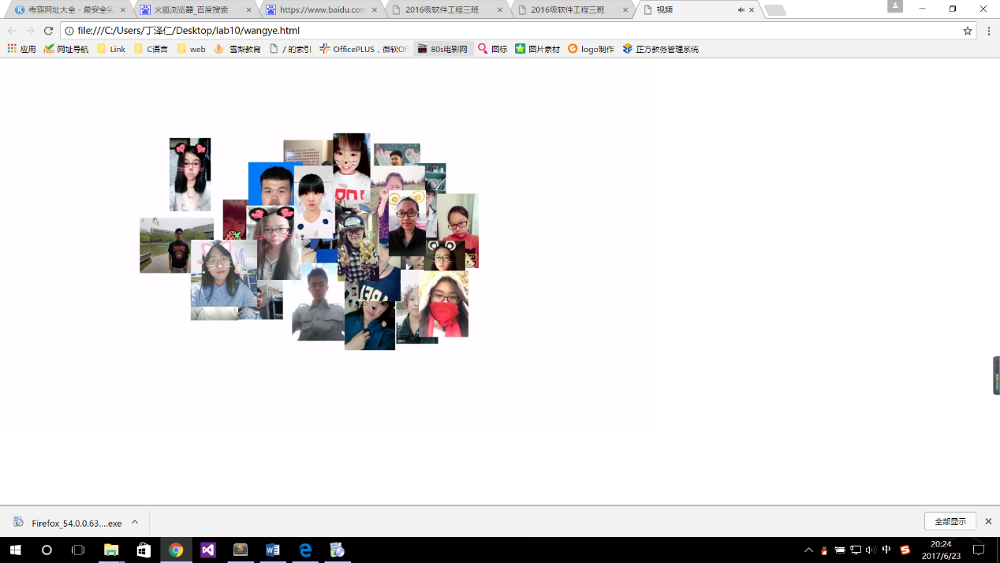 毒霸网址大全 - 最安全实
火狐浏览器_百度搜索
https://www.baidu.com
2016级软件工程三班
2016级软件工程三班
视频
file:///C:/Users/丁泽仁/Desktop/lab10/wangye.html
应用
网址导航
Link
C语言
web
雪梨教育
/ 的索引
OfficePLUS，微软Of
80s电影网
图标
图片素材
logo制作
正方教务管理系统
Firefox_54.0.0.63....exe
全部显示
中
20:24
2017/6/23